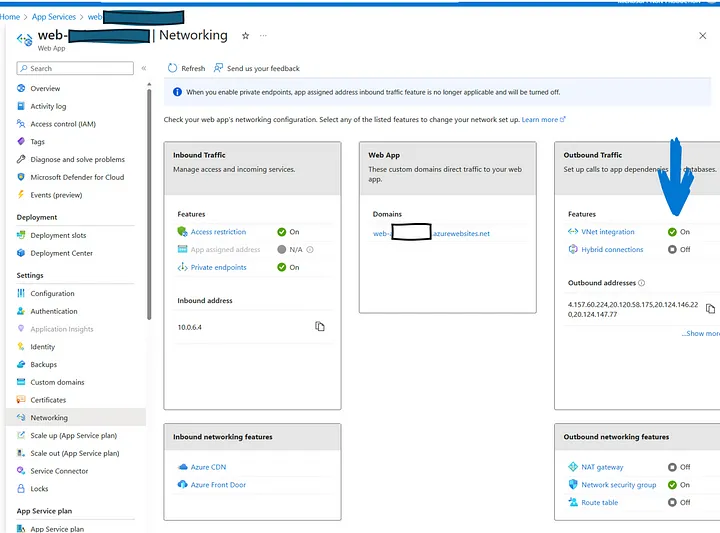 Home > App Services > web-
web- | Networking
Web App
Search
Refresh
Send us your feedback
When you enable private endpoints, app assigned address inbound traffic feature is no longer applicable and will be turned off.
Check your web app's networking configuration. Select any of the listed features to change your network set up. Learn more
Overview
Activity log
Access control (IAM)
Tags
Diagnose and solve problems
Microsoft Defender for Cloud
Events (preview)
Deployment
Deployment slots
Deployment Center
Settings
Configuration
Authentication
Application Insights
Identity
Backups
Custom domains
Certificates
Networking
Scale up (App Service plan)
Scale out (App Service plan)
Service Connector
Locks
App Service plan
App Service plan
Inbound Traffic
Manage access and incoming services.
Features
Access restriction On
App assigned address N/A
Private endpoints On
Inbound address
10.0.6.4
Inbound networking features
Azure CDN
Azure Front Door
Web App
These custom domains direct traffic to your web
app.
Domains
web- .azurewebsites.net
Outbound Traffic
Set up calls to app dependencies databases.
Features
VNet integration On
Hybrid connections Off
Outbound addresses
4.157.60.224,20.120.58.175,20.124.146.22
0,20.124.147.77
...Show more
Outbound networking features
NAT gateway Off
Network security group On
Route table Off